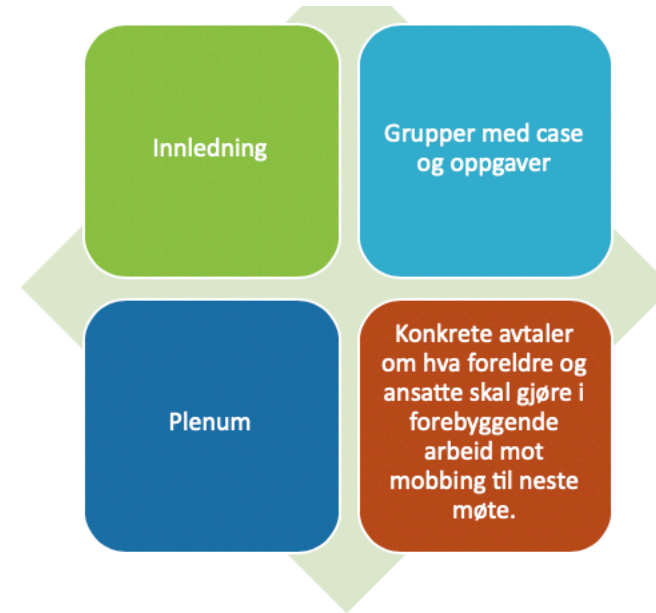 Innledning
Grupper med case
og oppgaver
Plenum
Konkrete avtaler
om hva foreldre og
ansatte skal gjøre i
forebyggende
arbeid mot
mobbing til neste
møte.